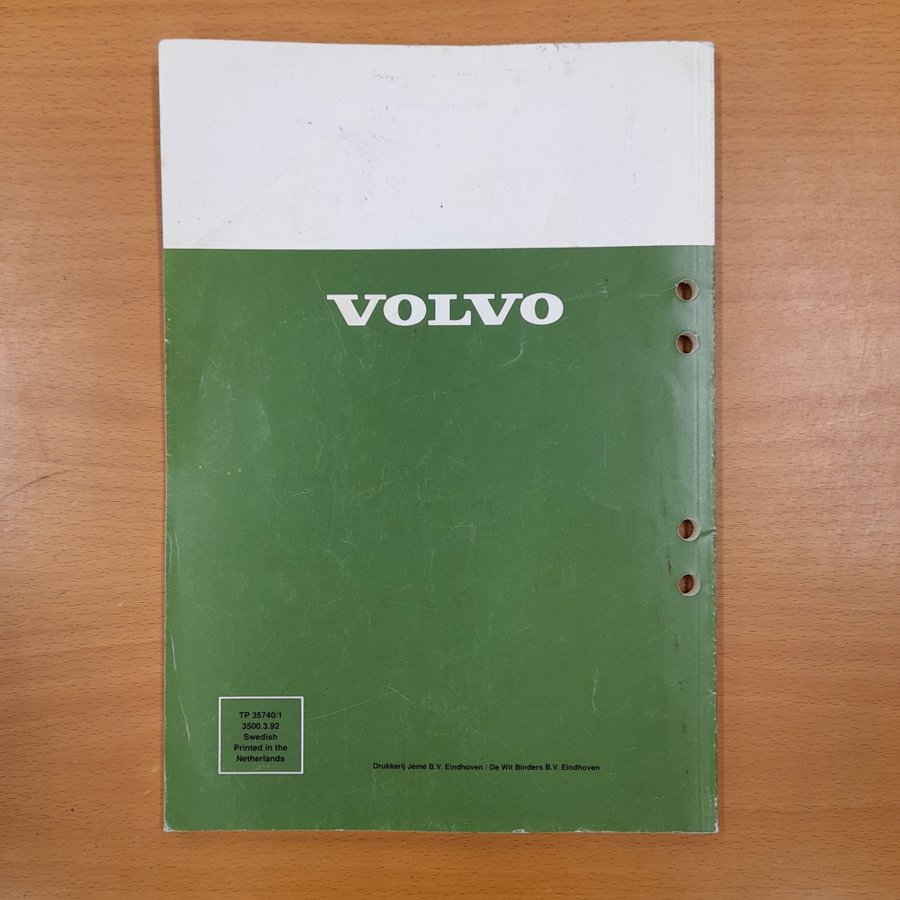 VOLVO
TP 35740/1
3500.3.92
Swedish
Printed in the
Netherlands
Drukkerij Jémé B.V. Eindhoven / De Wit Binders B.V. Eindhoven